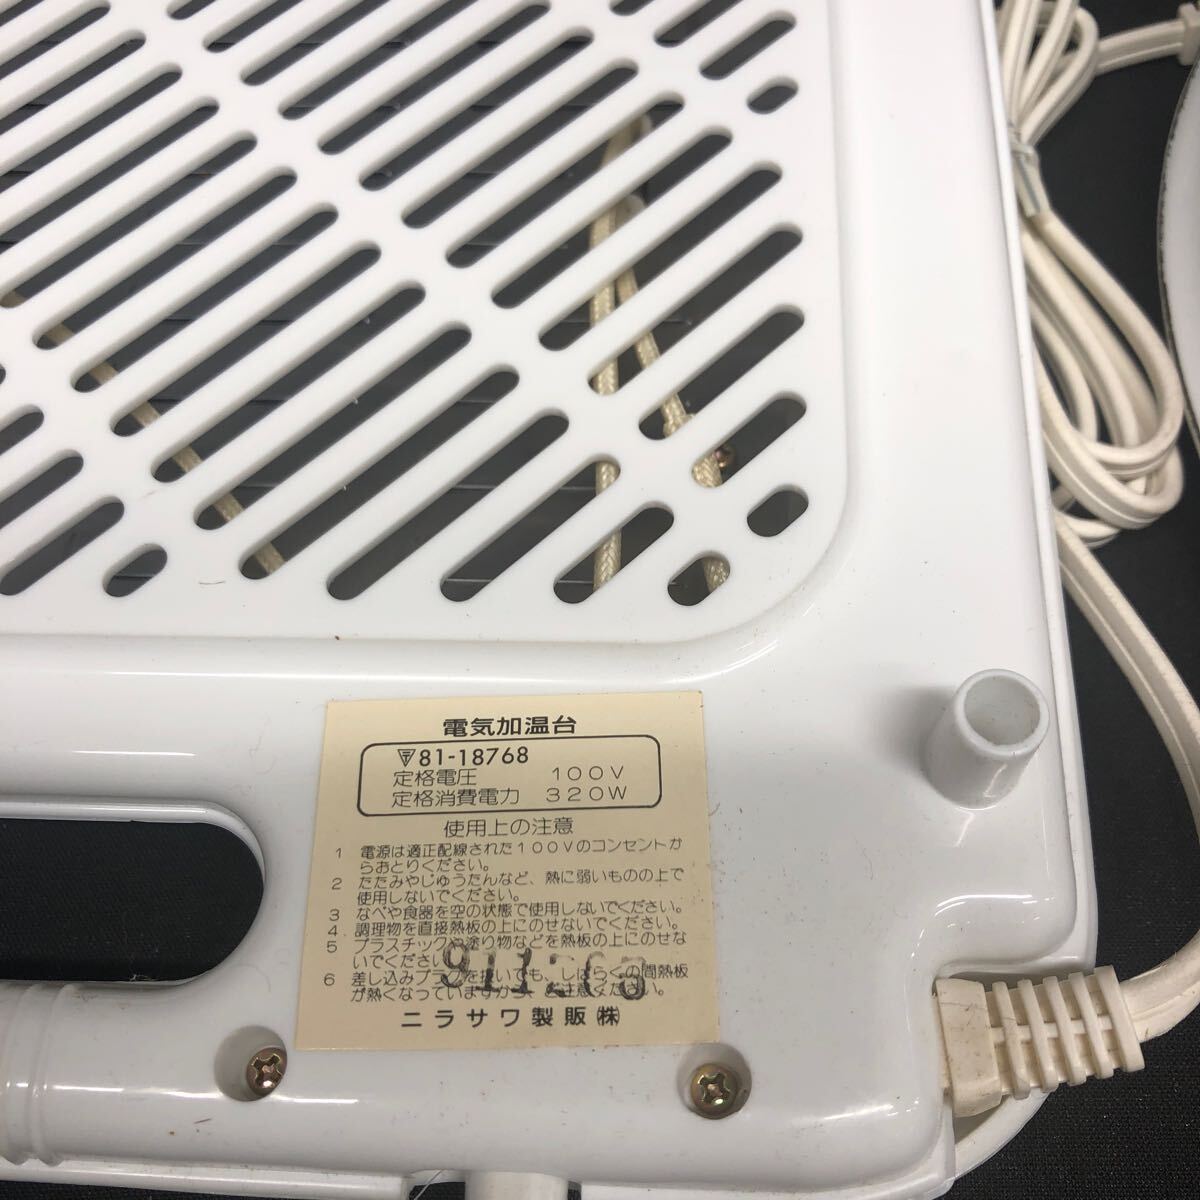 電気加温台
〒81-18768
定格電圧 100V
定格消費電力 320W
使用上の注意
1 電源は適正配線された100Vのコンセントか
らおとりください。
2 たたみやじゅうたんなど、熱に弱いものの上で
使用しないでください。
3 なべや食器を空の状態で使用しないでください。
4 調理物を直接熱板の上にのせないでください。
5 プラスチックや塗り物などを熱板の上にのせな
いでください
6 差し込みプラグを抜いても、しばらくの間熱板
が熱くなっていますから、ご注意ください。
ニラサワ製販㈱